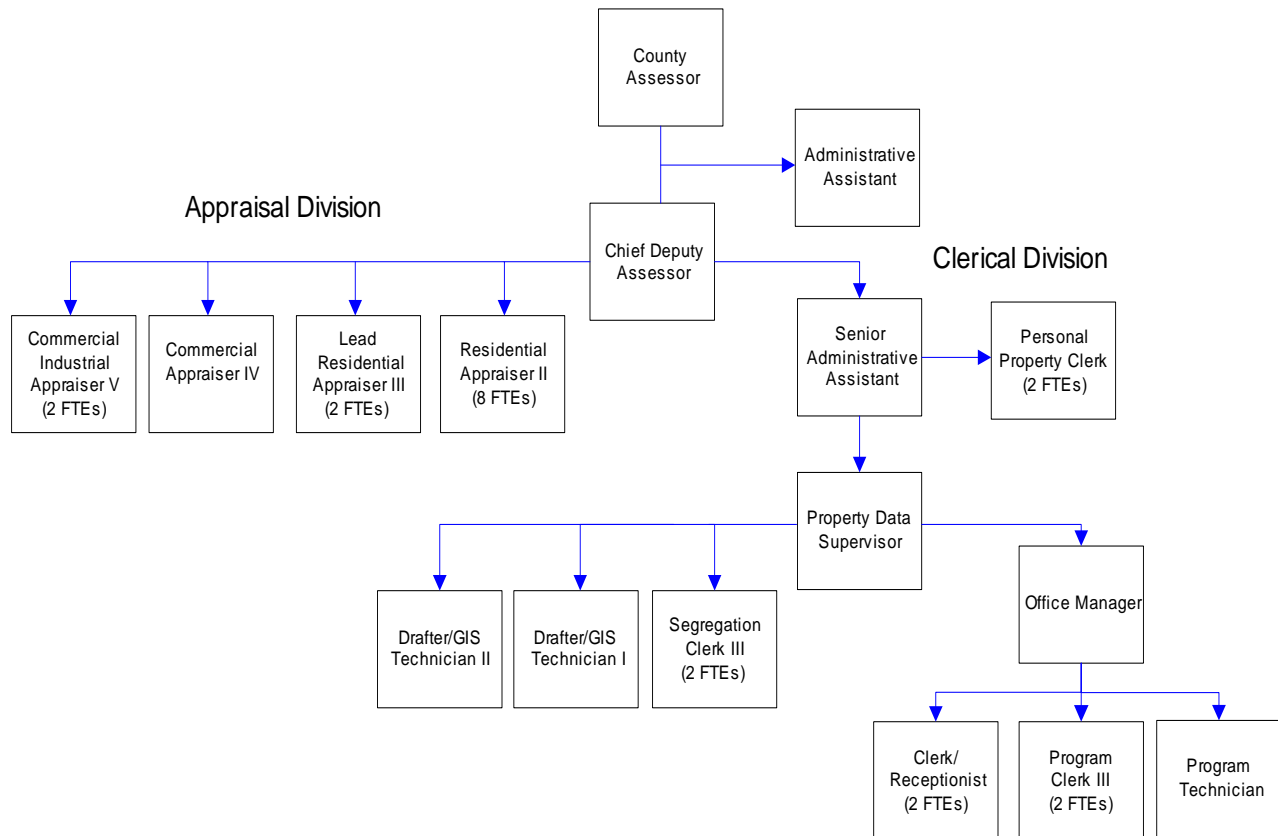 County
Assessor
Administrative
Assistant
Appraisal Division
Chief Deputy
Assessor
Clerical Division
Commercial
Industrial
Appraiser V
(2 FTEs)
Commercial
Appraiser IV
Lead
Residential
Appraiser III
(2 FTEs)
Residential
Appraiser II
(8 FTEs)
Senior
Administrative
Assistant
Personal
Property Clerk
(2 FTEs)
Property Data
Supervisor
Drafter/GIS
Technician II
Drafter/GIS
Technician I
Segregation
Clerk III
(2 FTEs)
Office Manager
Clerk/
Receptionist
(2 FTEs)
Program
Clerk III
(2 FTEs)
Program
Technician